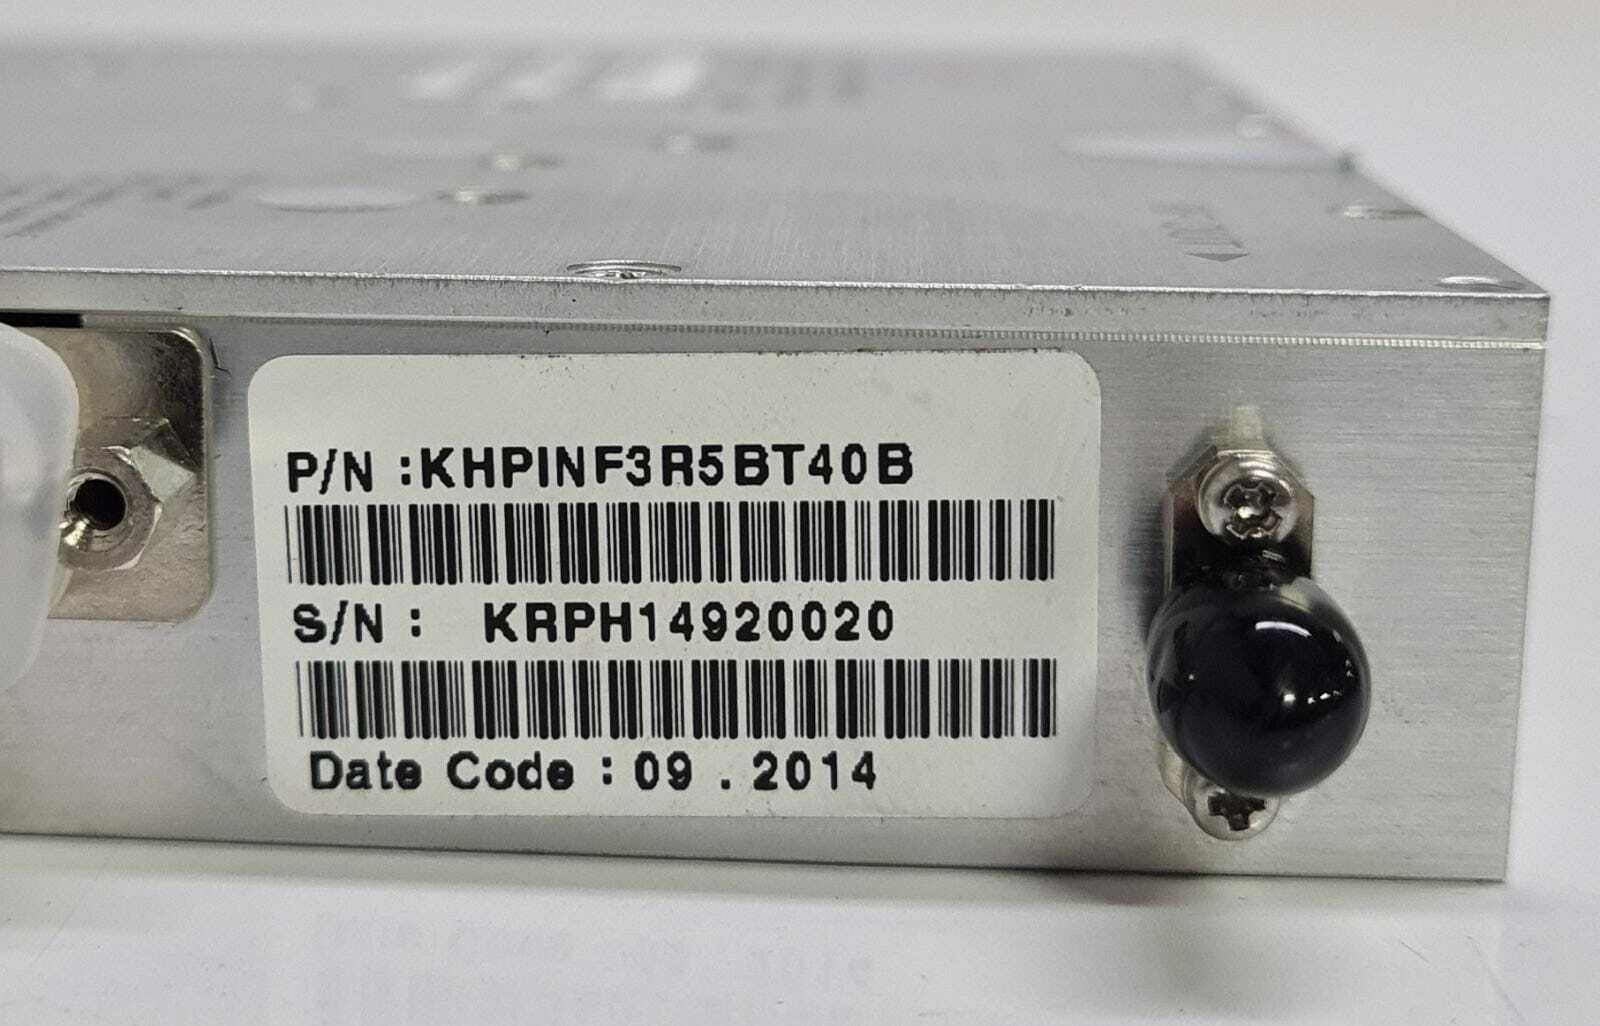 P/N :KHPINF3R5BT40B
S/N : KRPH14920020
Date Code : 09 . 2014